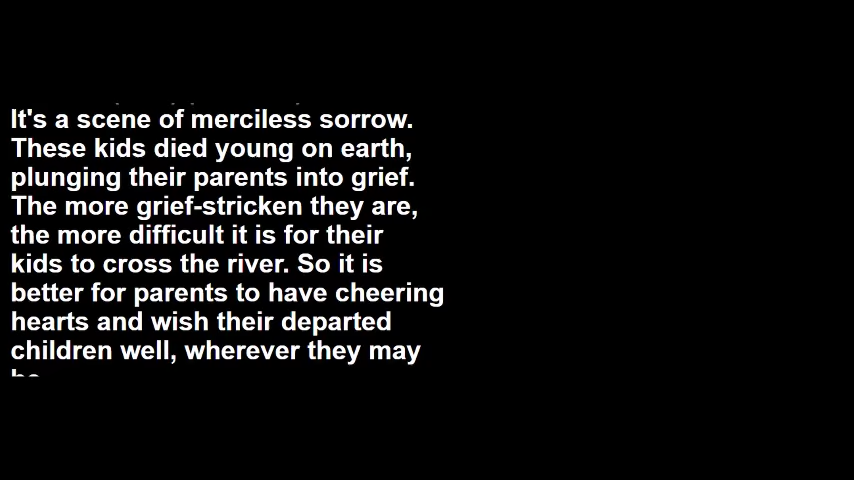 It's a scene of merciless sorrow.
These kids died young on earth,
plunging their parents into grief.
The more grief-stricken they are,
the more difficult it is for their
kids to cross the river. So it is
better for parents to have cheering
hearts and wish their departed
children well, wherever they may